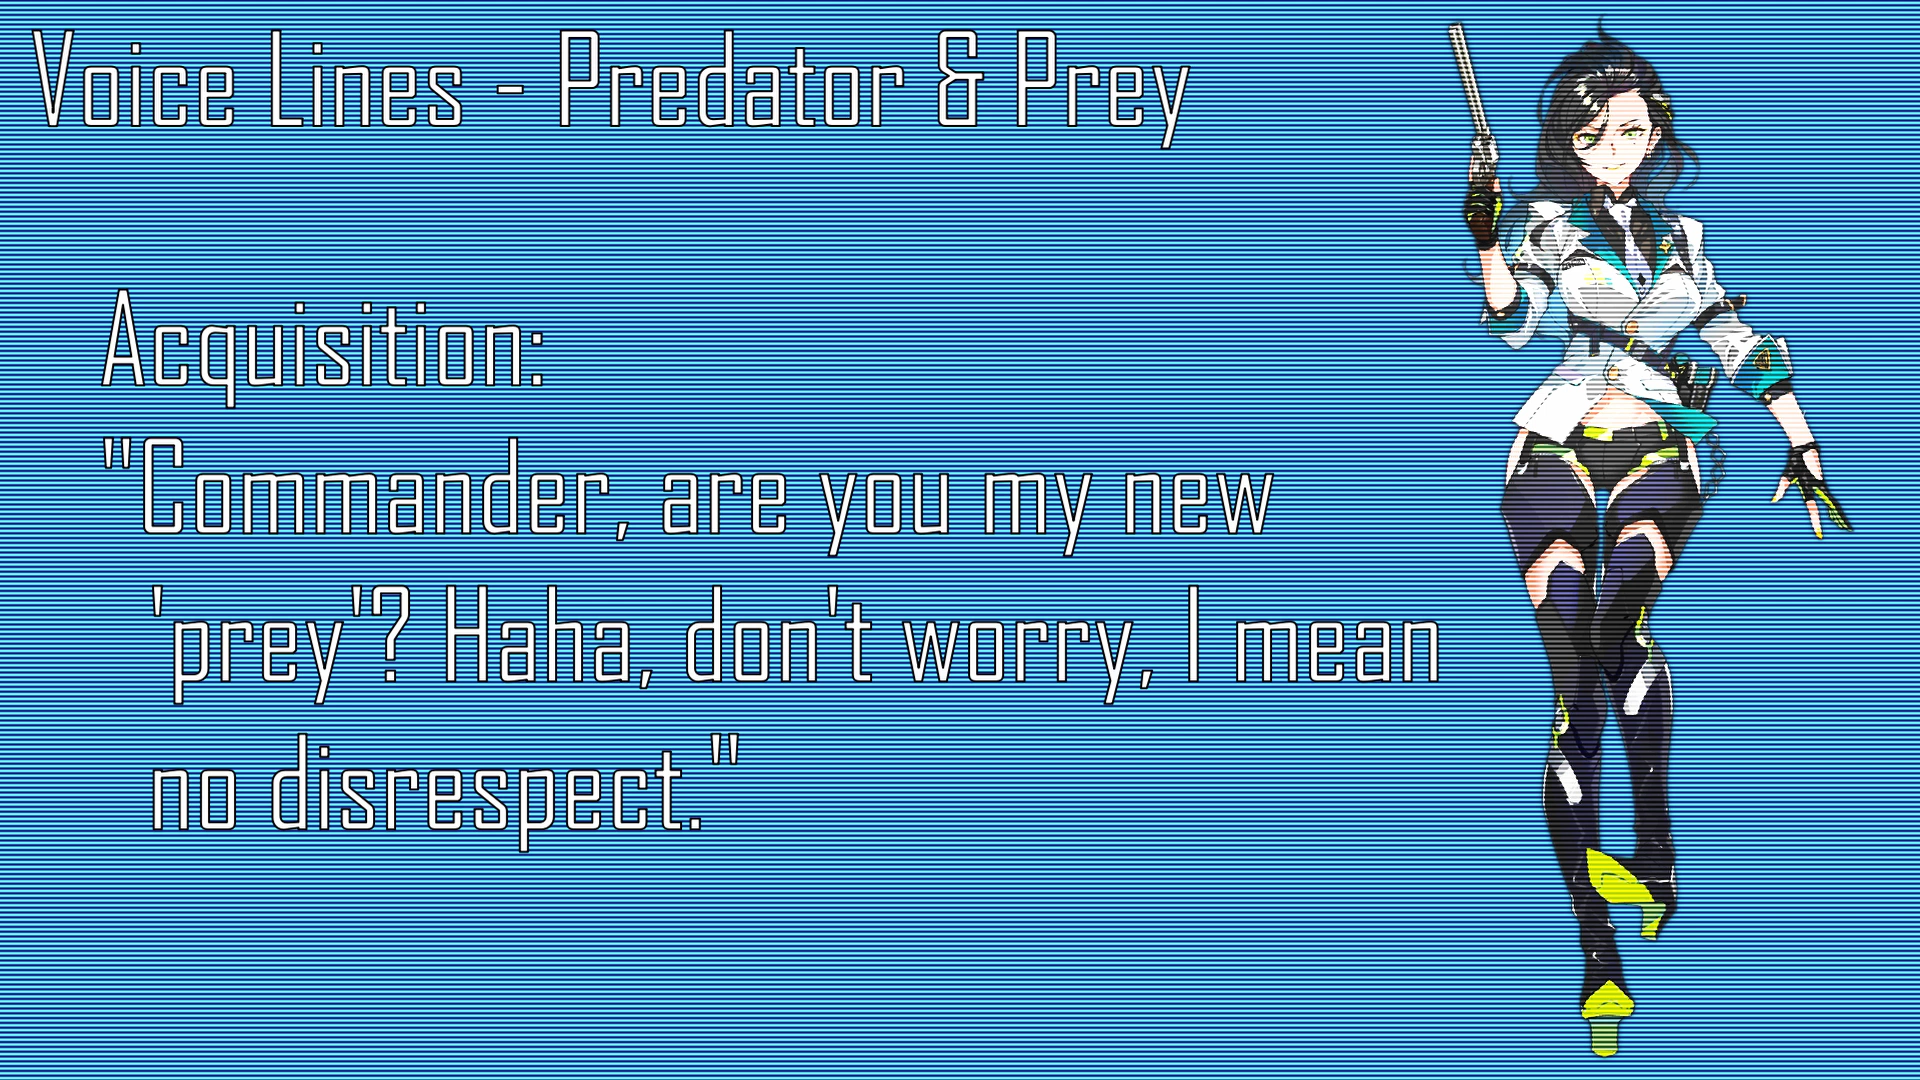 Voice Lines - Predator & Prey
Acquisition:
"Commander, are you my new
'prey'? Haha, don't worry, I mean
no disrespect."